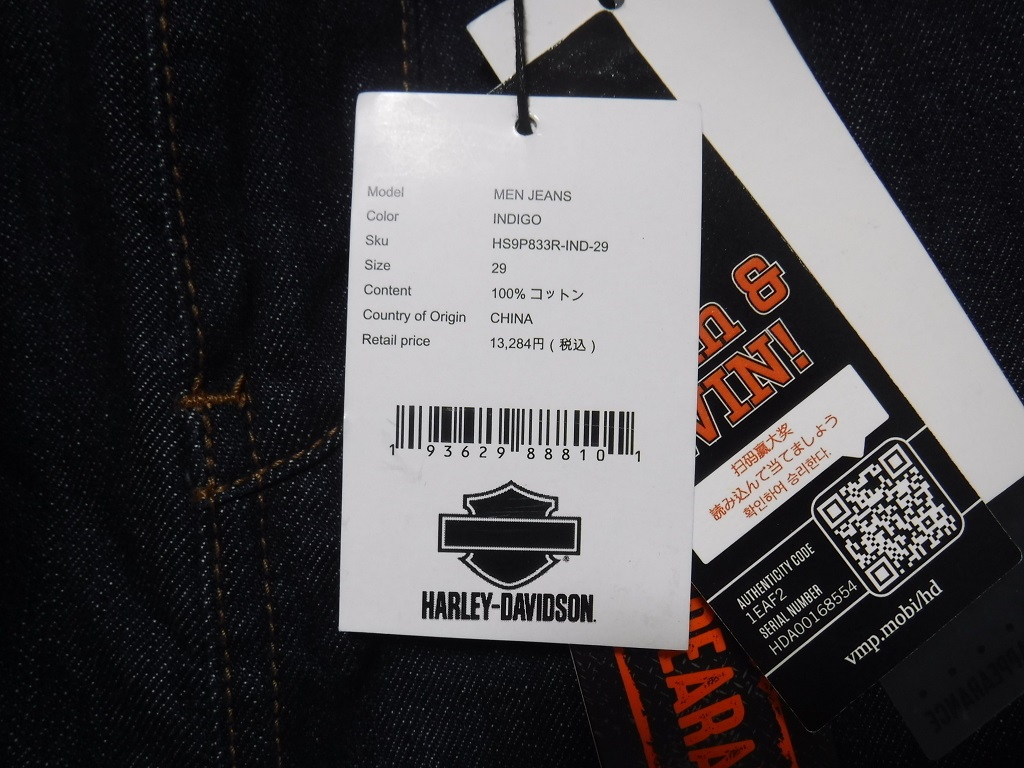 Model MEN JEANS
Color INDIGO
Sku HS9P833R-IND-29
Size 29
Content 100% コットン
Country of Origin CHINA
Retail price 13,284円 ( 税込 )
1 93629 88810 1
HARLEY-DAVIDSON
&
WIN!
扫码赢大奖
読み込んで当てましょう
확인하여 승리한다.
AUTHENTICITY CODE
1EAF2
SERIAL NUMBER
HDA00168554
vmp.mobi/hd
APPEARANCE